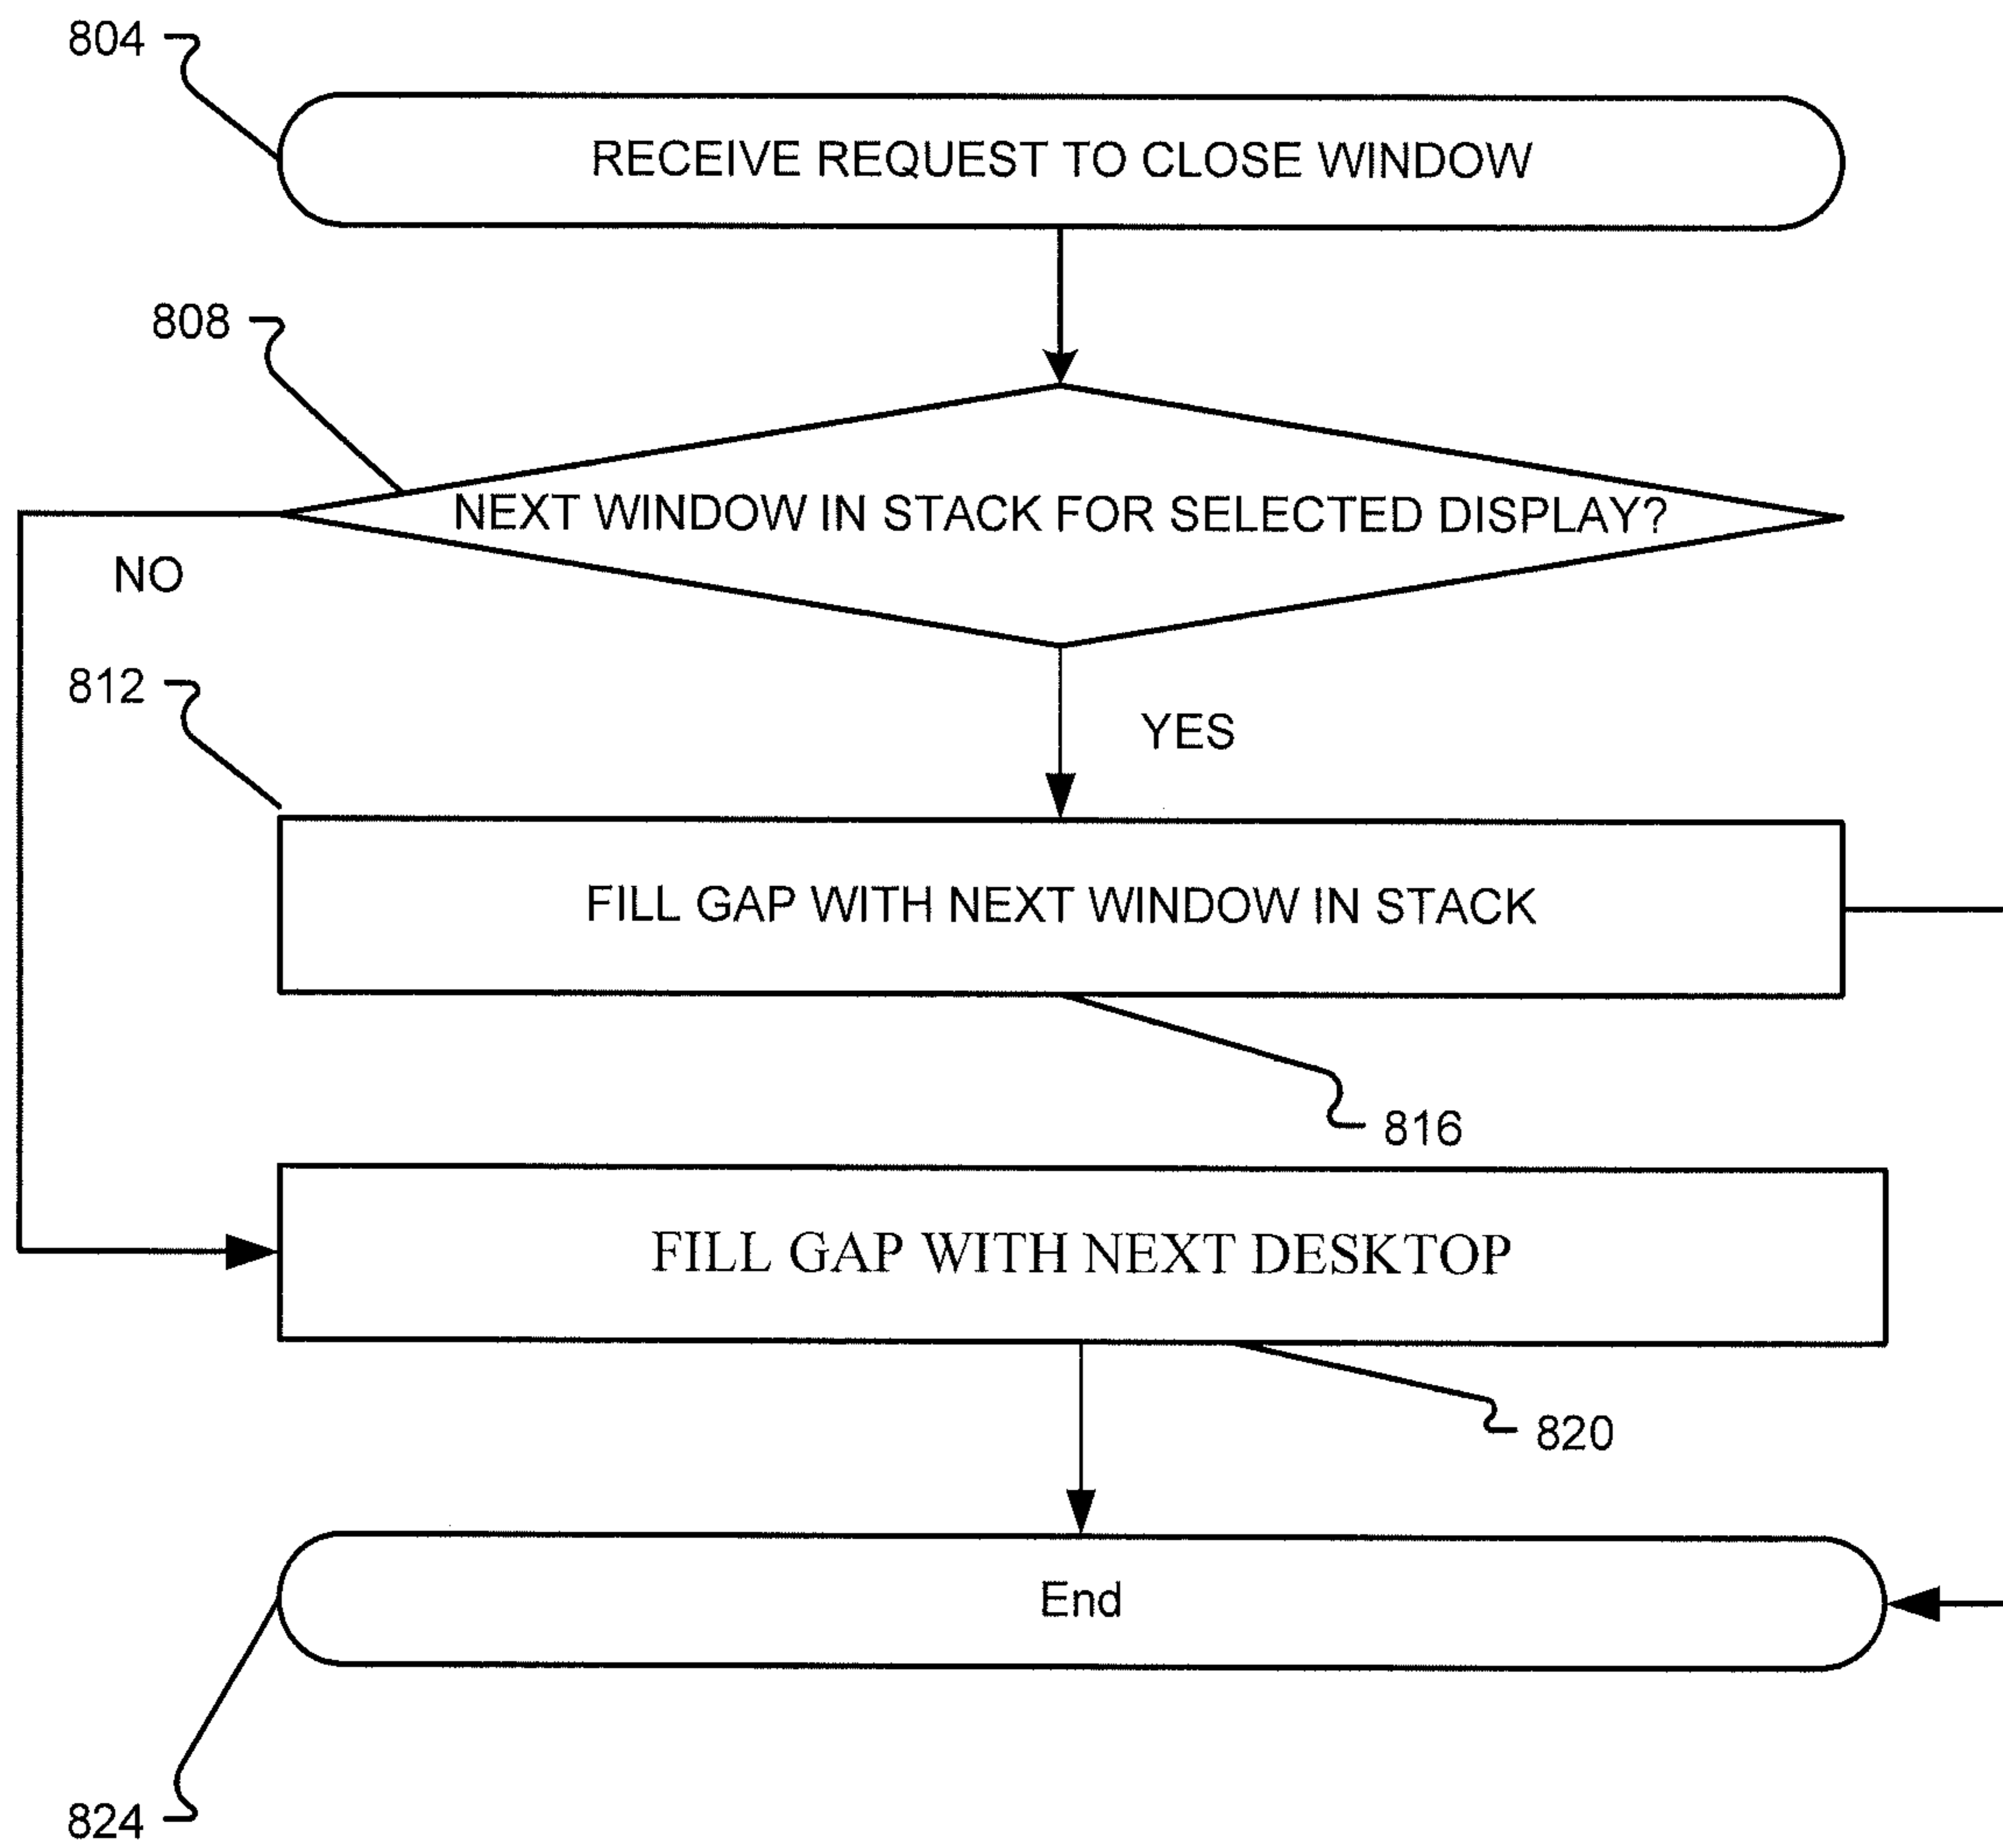 804
RECEIVE REQUEST TO CLOSE WINDOW
808
NEXT WINDOW IN STACK FOR SELECTED DISPLAY?
NO
812
YES
FILL GAP WITH NEXT WINDOW IN STACK
816
FILL GAP WITH NEXT DESKTOP
820
End
824